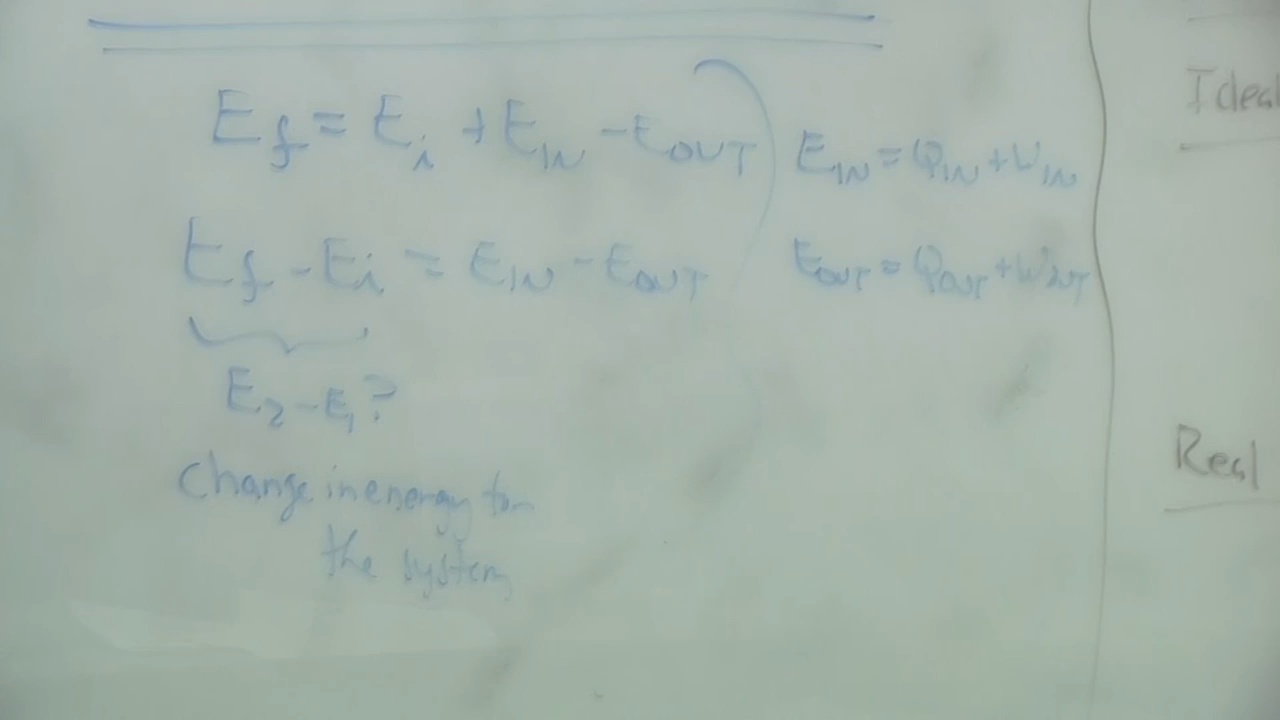 E_f = E_i + E_IN - E_OUT
E_f - E_i = E_IN - E_OUT
E_2 - E_1 ?
Change in energy
the system
E_IN = Q_IN + W_IN
E_OUT = Q_OUT + W_OUT
Ideal
Real